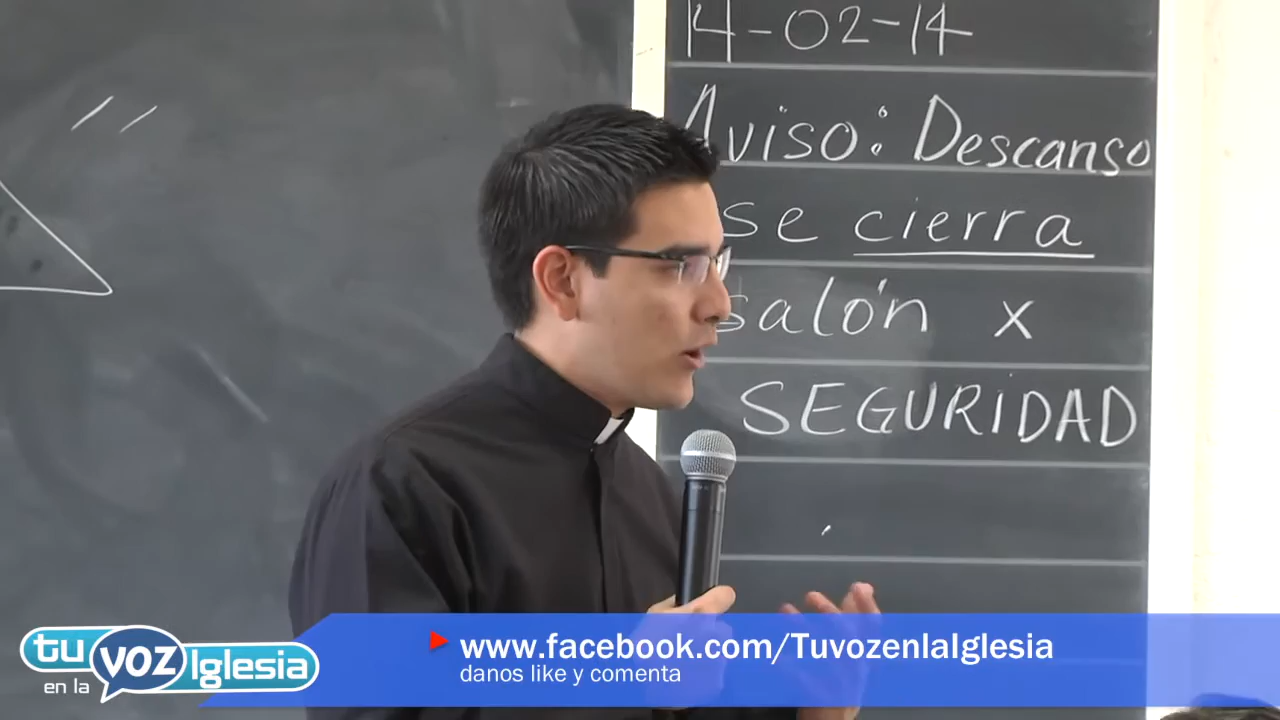 14-02-14
Aviso: Descanso
se cierra
salón x
SEGURIDAD
www.facebook.com/TuvozenlaIglesia
danos like y comenta
tu
en la
voz
Iglesia